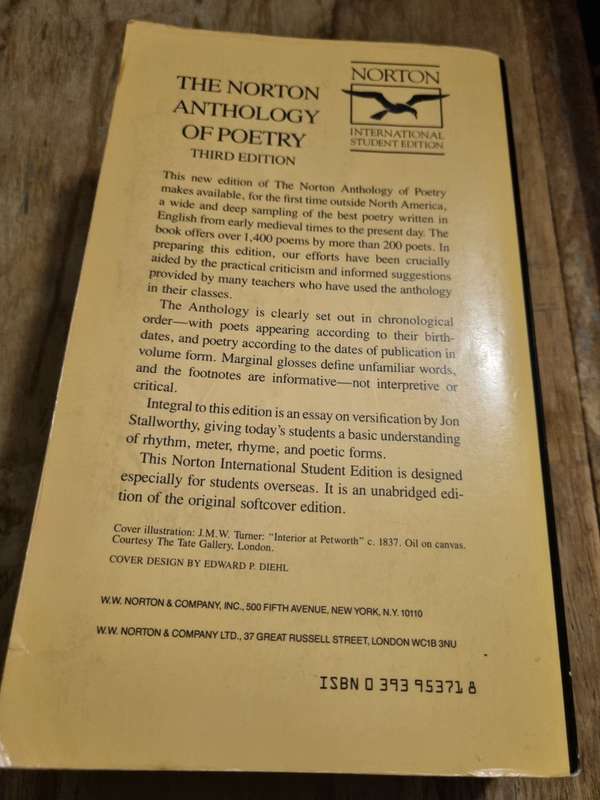 THE NORTON
ANTHOLOGY
OF POETRY
THIRD EDITION
NORTON
INTERNATIONAL
STUDENT EDITION
This new edition of The Norton Anthology of Poetry
makes available, for the first time outside North America,
a wide and deep sampling of the best poetry written in
English from early medieval times to the present day. The
book offers over 1,400 poems by more than 200 poets. In
preparing this edition, our efforts have been crucially
aided by the practical criticism and informed suggestions
provided by many teachers who have used the anthology
in their classes.
The Anthology is clearly set out in chronological
order—with poets appearing according to their birth-
dates, and poetry according to the dates of publication in
volume form. Marginal glosses define unfamiliar words,
and the footnotes are informative—not interpretive or
critical.
Integral to this edition is an essay on versification by Jon
Stallworthy, giving today's students a basic understanding
of rhythm, meter, rhyme, and poetic forms.
This Norton International Student Edition is designed
especially for students overseas. It is an unabridged edi-
tion of the original softcover edition.
Cover illustration: J.M.W. Turner: "Interior at Petworth" c. 1837. Oil on canvas.
Courtesy The Tate Gallery, London.
COVER DESIGN BY EDWARD P. DIEHL
W.W. NORTON & COMPANY, INC., 500 FIFTH AVENUE, NEW YORK, N.Y. 10110
W.W. NORTON & COMPANY LTD., 37 GREAT RUSSELL STREET, LONDON WC1B 3NU
ISBN 0 393 95371 8